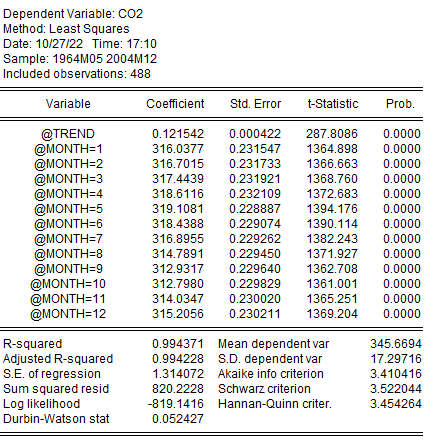 Dependent Variable: CO2
Method: Least Squares
Date: 10/27/22 Time: 17:10
Sample: 1964M05 2004M12
Included observations: 488
Variable Coefficient Std. Error t-Statistic Prob.
@TREND 0.121542 0.000422 287.8086 0.0000
@MONTH=1 316.0377 0.231547 1364.898 0.0000
@MONTH=2 316.7015 0.231733 1366.663 0.0000
@MONTH=3 317.4439 0.231921 1368.760 0.0000
@MONTH=4 318.6116 0.232109 1372.683 0.0000
@MONTH=5 319.1081 0.228887 1394.176 0.0000
@MONTH=6 318.4388 0.229074 1390.114 0.0000
@MONTH=7 316.8955 0.229262 1382.243 0.0000
@MONTH=8 314.7891 0.229450 1371.927 0.0000
@MONTH=9 312.9317 0.229640 1362.708 0.0000
@MONTH=10 312.7980 0.229829 1361.001 0.0000
@MONTH=11 314.0347 0.230020 1365.251 0.0000
@MONTH=12 315.2056 0.230211 1369.204 0.0000
R-squared 0.994371 Mean dependent var 345.6694
Adjusted R-squared 0.994228 S.D. dependent var 17.29716
S.E. of regression 1.314072 Akaike info criterion 3.410416
Sum squared resid 820.2228 Schwarz criterion 3.522044
Log likelihood -819.1416 Hannan-Quinn criter. 3.454264
Durbin-Watson stat 0.052427